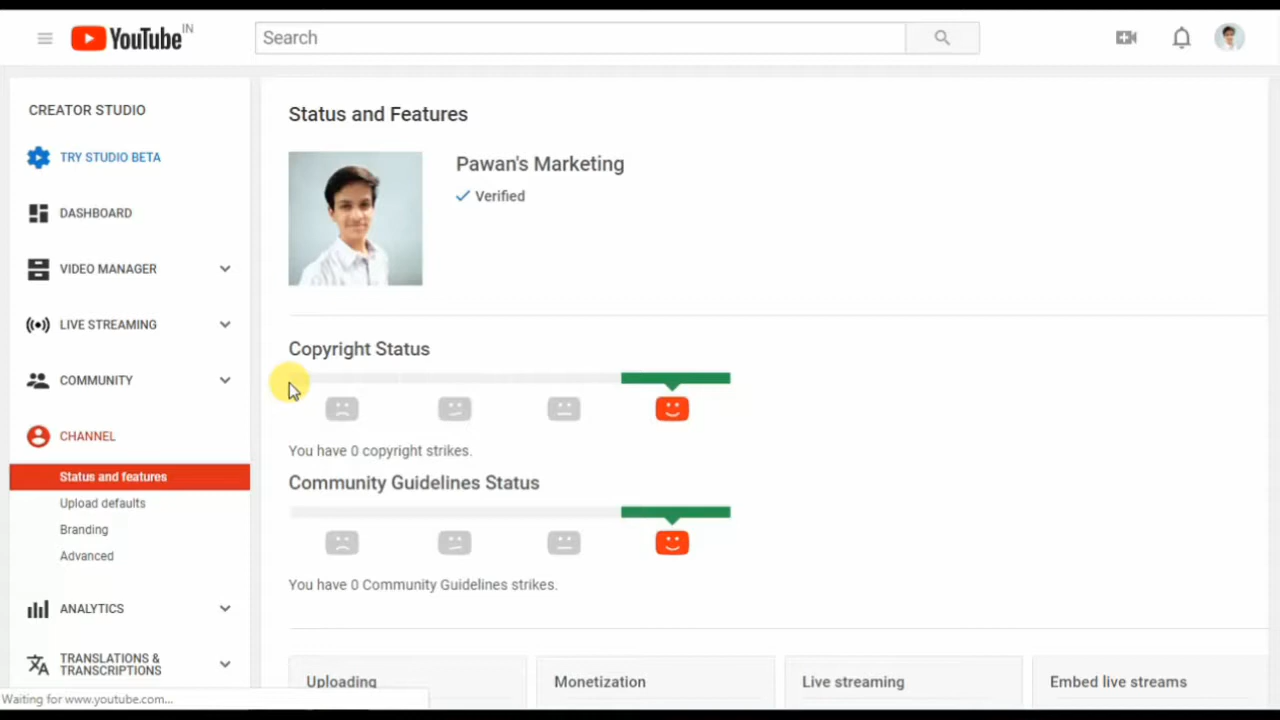 YouTube IN
Search
CREATOR STUDIO
TRY STUDIO BETA
DASHBOARD
VIDEO MANAGER
LIVE STREAMING
COMMUNITY
CHANNEL
Status and features
Upload defaults
Branding
Advanced
ANALYTICS
TRANSLATIONS &
TRANSCRIPTIONS
Waiting for www.youtube.com...
Status and Features
Pawan's Marketing
Verified
Copyright Status
You have 0 copyright strikes.
Community Guidelines Status
You have 0 Community Guidelines strikes.
Uploading
Monetization
Live streaming
Embed live streams